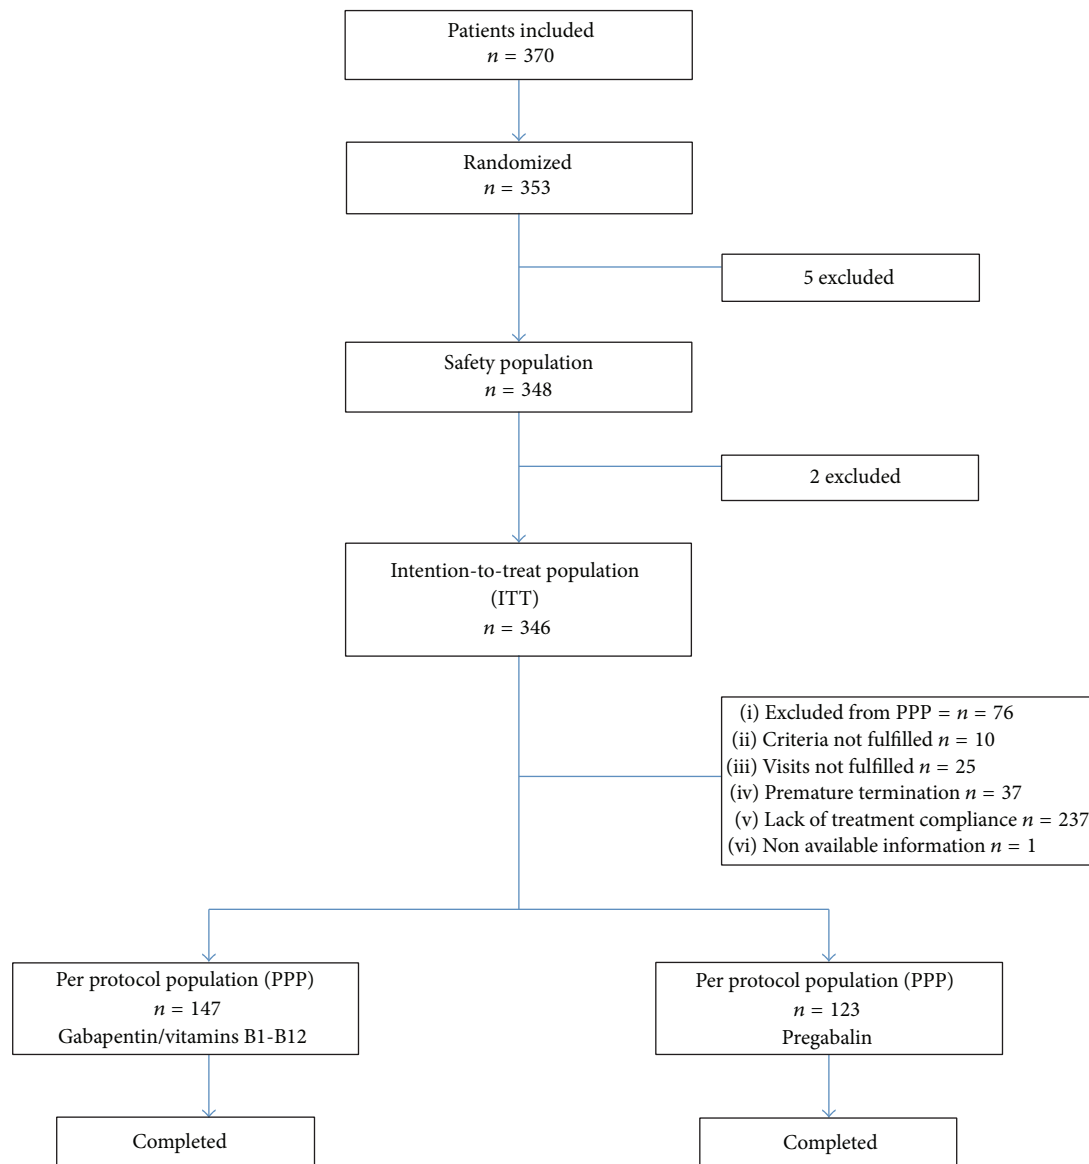 Patients included
n = 370
Randomized
n = 353
5 excluded
Safety population
n = 348
2 excluded
Intention-to-treat population
(ITT)
n = 346
(i) Excluded from PPP = n = 76
(ii) Criteria not fulfilled n = 10
(iii) Visits not fulfilled n = 25
(iv) Premature termination n = 37
(v) Lack of treatment compliance n = 237
(vi) Non available information n = 1
Per protocol population (PPP)
n = 147
Gabapentin/vitamins B1-B12
Per protocol population (PPP)
n = 123
Pregabalin
Completed
Completed